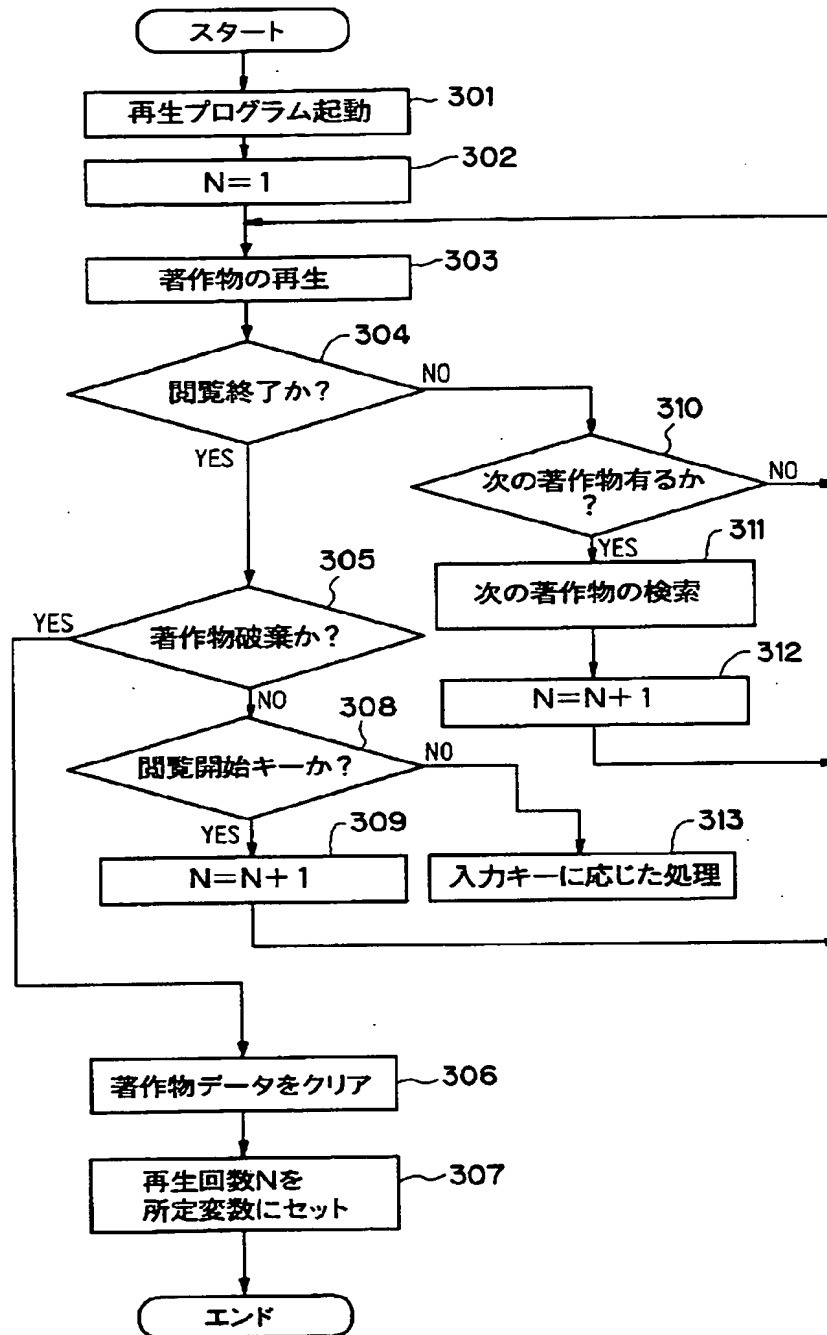 スタート
再生プログラム起動
301
N=1
302
著作物の再生
303
304
閲覧終了か?
NO
YES
310
次の著作物有るか
?
NO
YES
311
次の著作物の検索
305
YES
著作物破棄か?
NO
312
N=N+1
308
閲覧開始キーか?
NO
YES
309
N=N+1
313
入力キーに応じた処理
著作物データをクリア
306
再生回数Nを
所定変数にセット
307
エンド